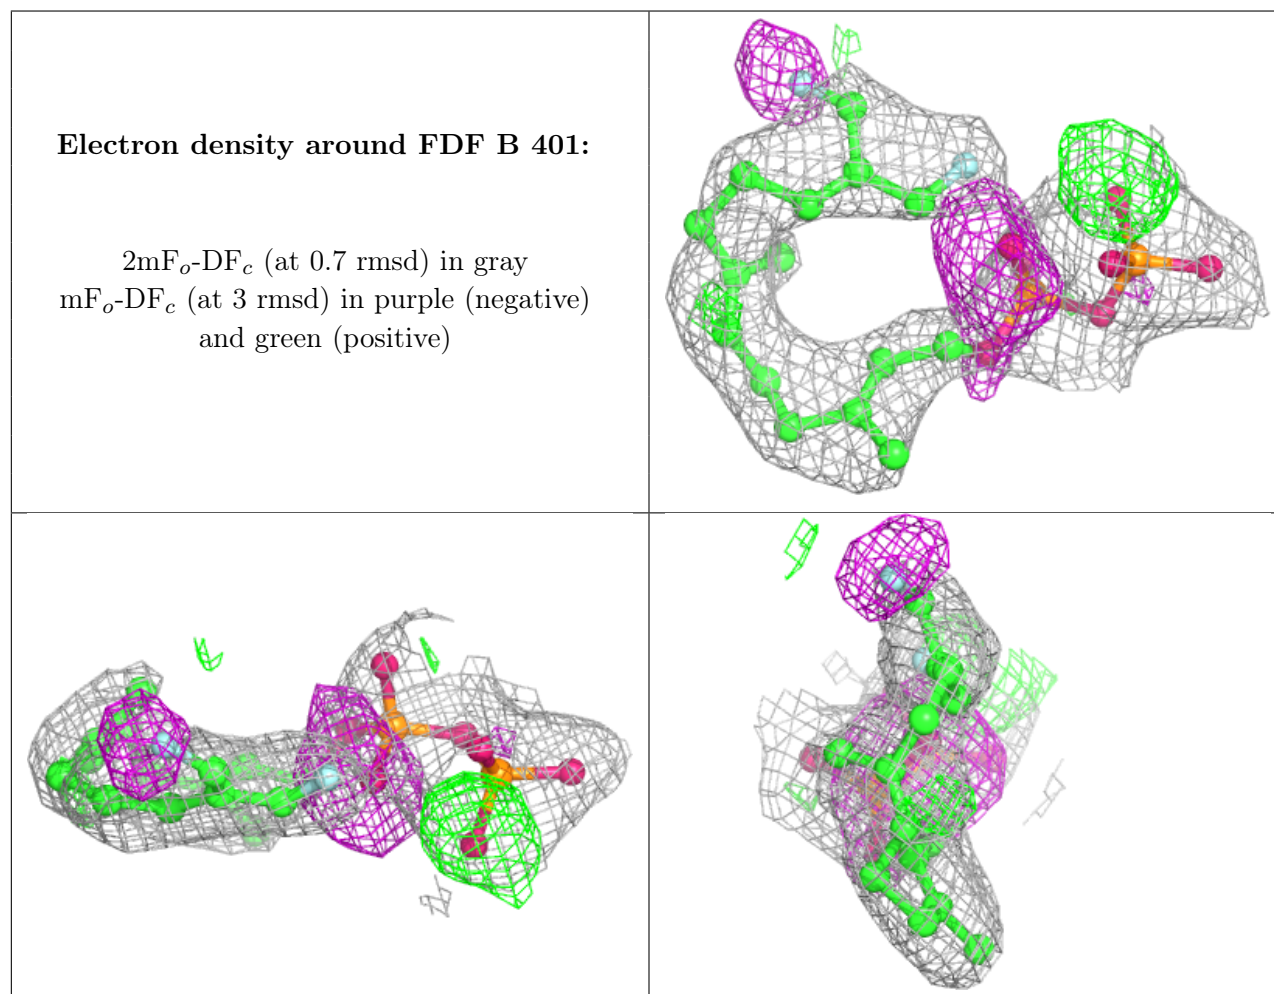 Electron density around FDF B 401:
2mFₒ-DF𝒸 (at 0.7 rmsd) in gray
mFₒ-DF𝒸 (at 3 rmsd) in purple (negative)
and green (positive)